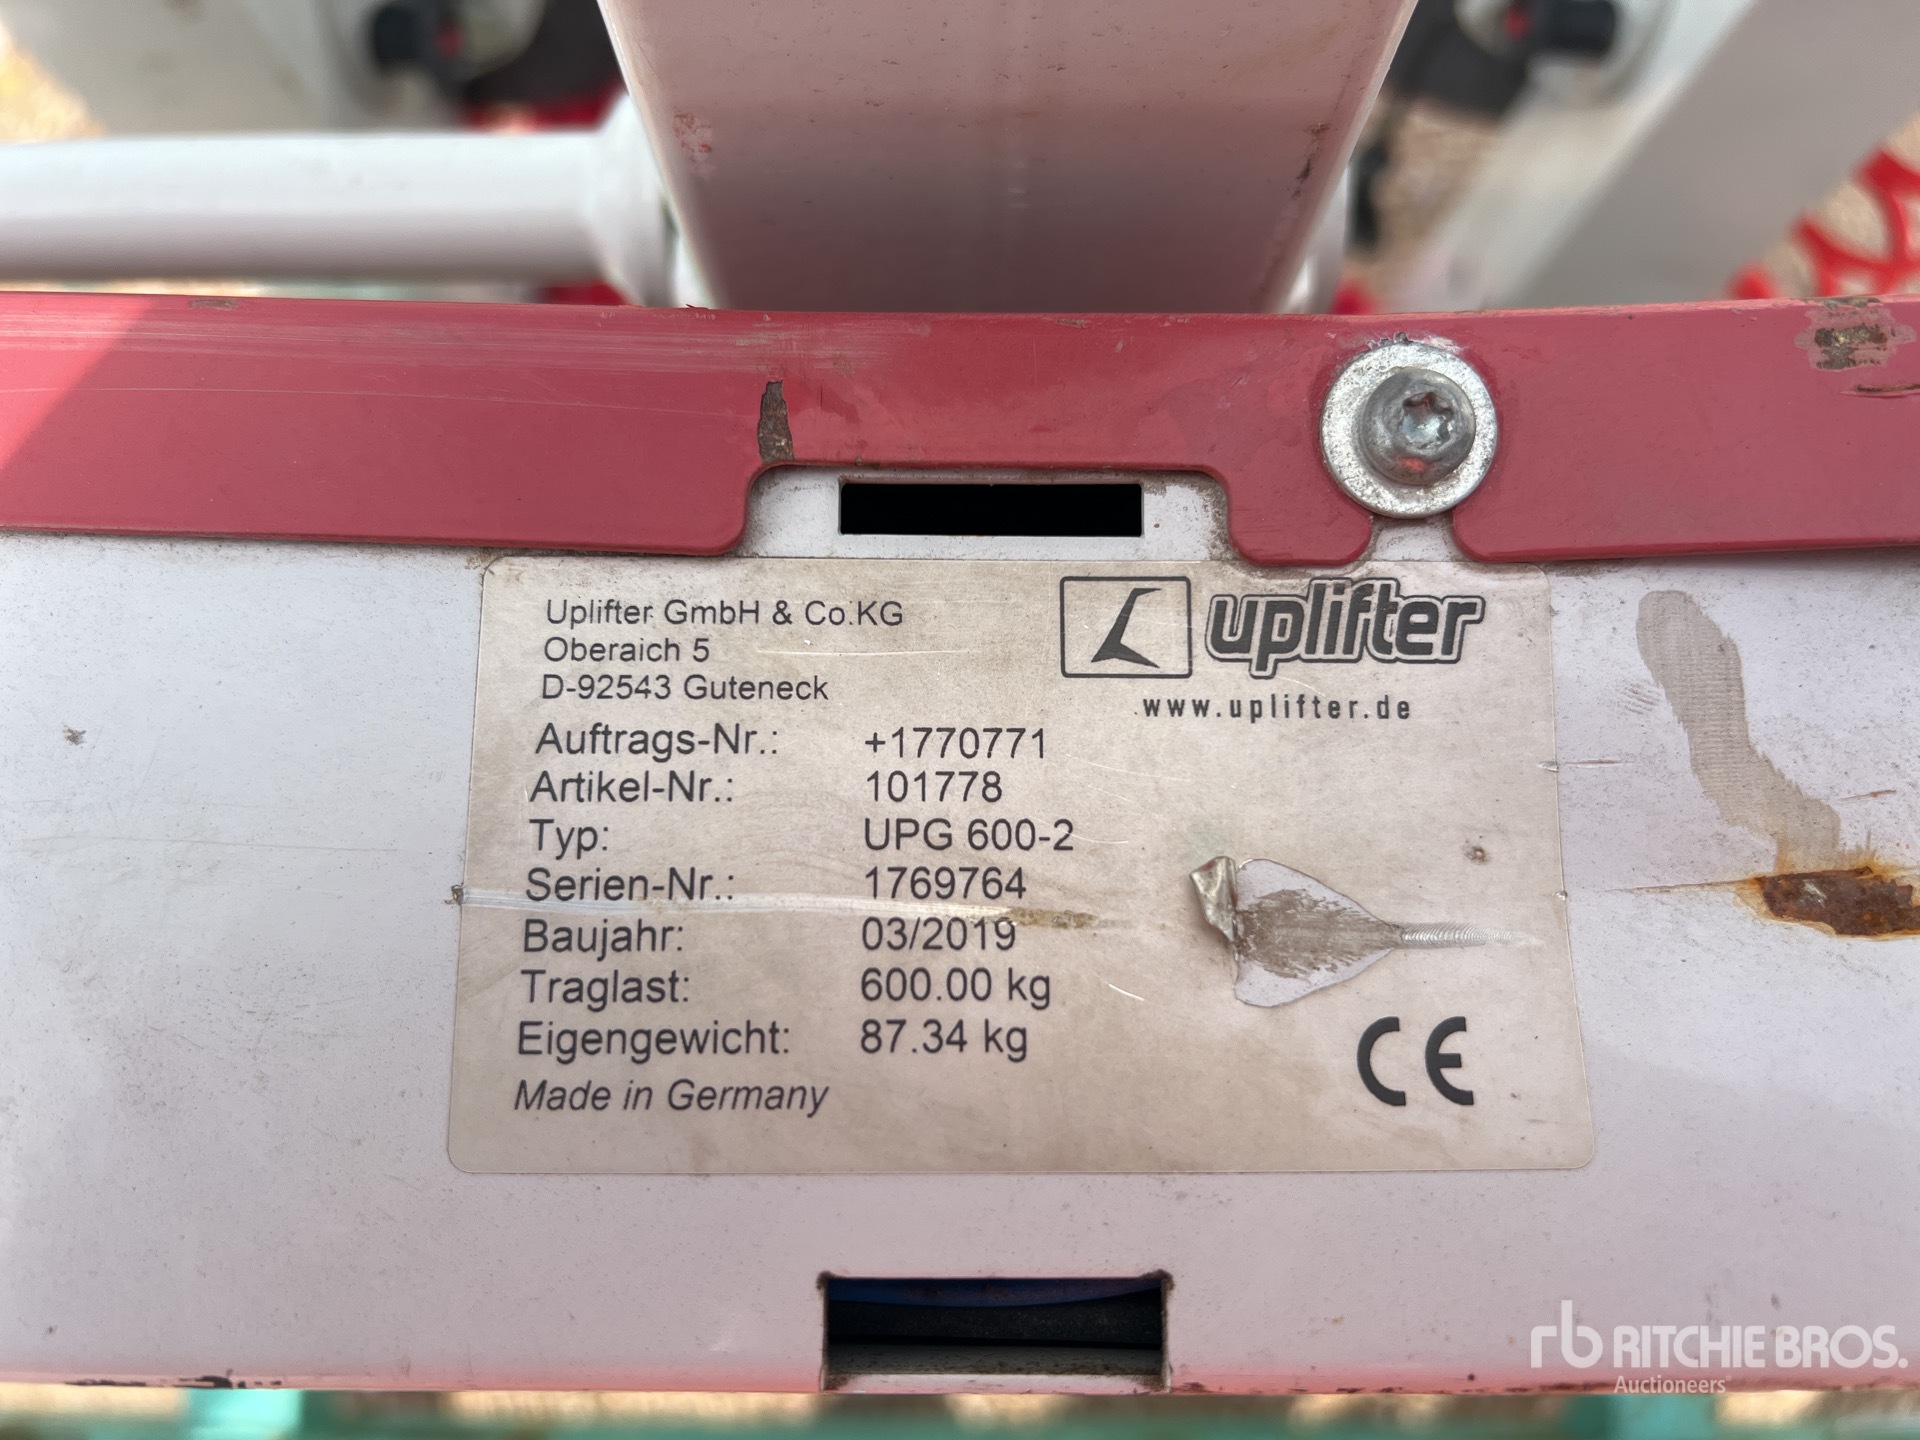 Uplifter GmbH & Co.KG
Oberaich 5
D-92543 Guteneck
uplifter
www.uplifter.de
Auftrags-Nr.: +1770771
Artikel-Nr.: 101778
Typ: UPG 600-2
Serien-Nr.: 1769764
Baujahr: 03/2019
Traglast: 600.00 kg
Eigengewicht: 87.34 kg
Made in Germany
CE
rb RITCHIE BROS.
Auctioneers